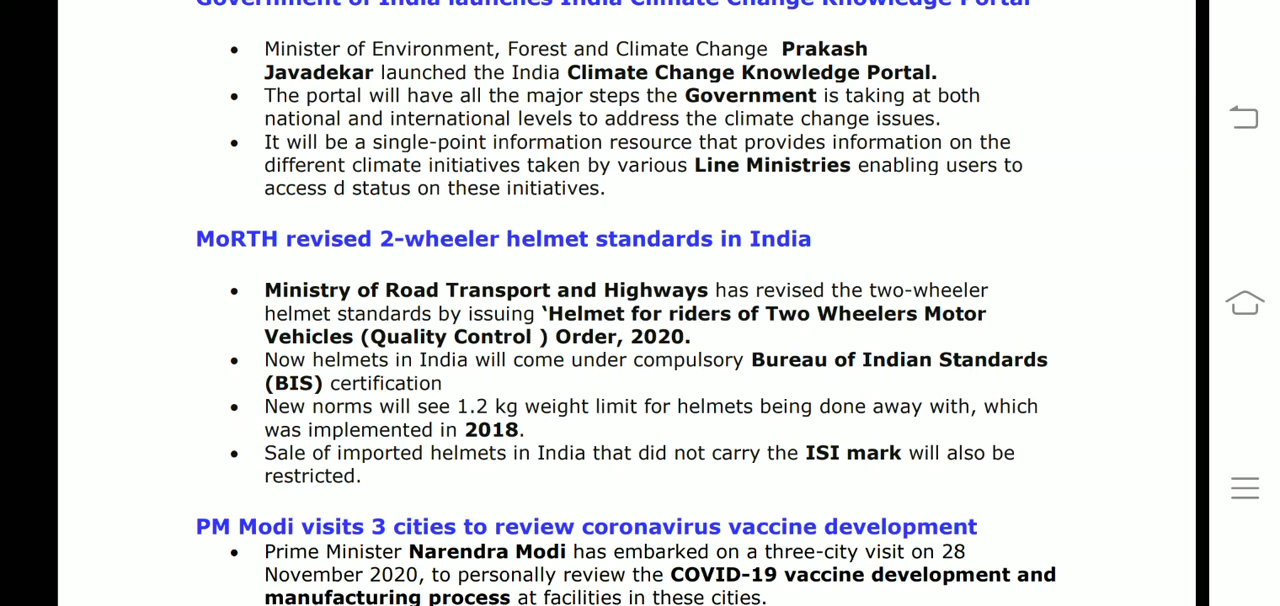 Government of India launches India Climate Change Knowledge Portal
• Minister of Environment, Forest and Climate Change  Prakash
Javadekar launched the India Climate Change Knowledge Portal.
• The portal will have all the major steps the Government is taking at both
national and international levels to address the climate change issues.
• It will be a single-point information resource that provides information on the
different climate initiatives taken by various Line Ministries enabling users to
access d status on these initiatives.
MoRTH revised 2-wheeler helmet standards in India
• Ministry of Road Transport and Highways has revised the two-wheeler
helmet standards by issuing ‘Helmet for riders of Two Wheelers Motor
Vehicles (Quality Control ) Order, 2020.
• Now helmets in India will come under compulsory Bureau of Indian Standards
(BIS) certification
• New norms will see 1.2 kg weight limit for helmets being done away with, which
was implemented in 2018.
• Sale of imported helmets in India that did not carry the ISI mark will also be
restricted.
PM Modi visits 3 cities to review coronavirus vaccine development
• Prime Minister Narendra Modi has embarked on a three-city visit on 28
November 2020, to personally review the COVID-19 vaccine development and
manufacturing process at facilities in these cities.